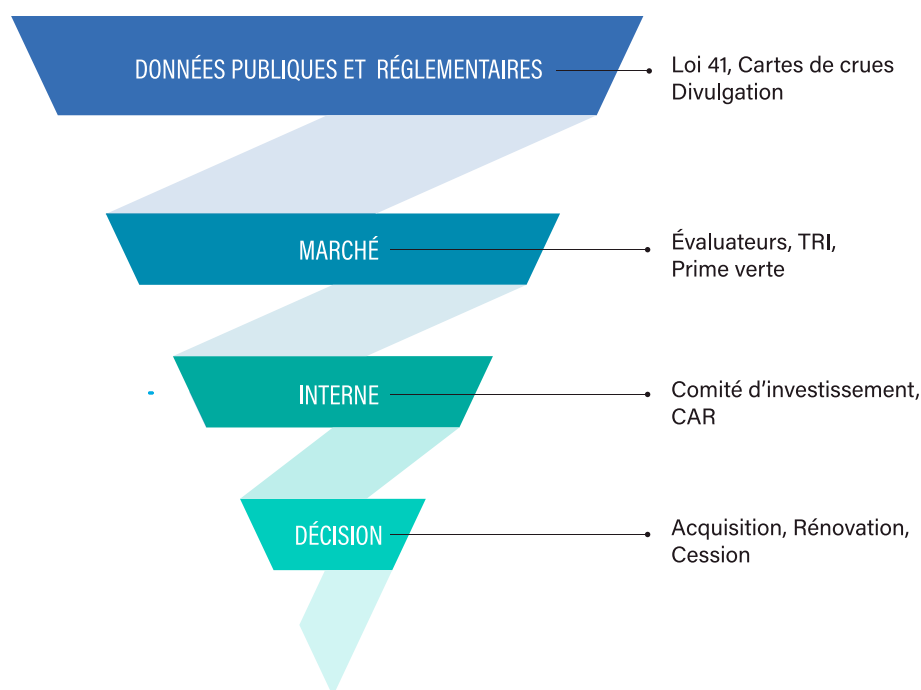 DONNÉES PUBLIQUES ET RÉGLEMENTAIRES
Loi 41, Cartes de crues
Divulgation
MARCHÉ
Évaluateurs, TRI,
Prime verte
INTERNE
Comité d'investissement,
CAR
DÉCISION
Acquisition, Rénovation,
Cession